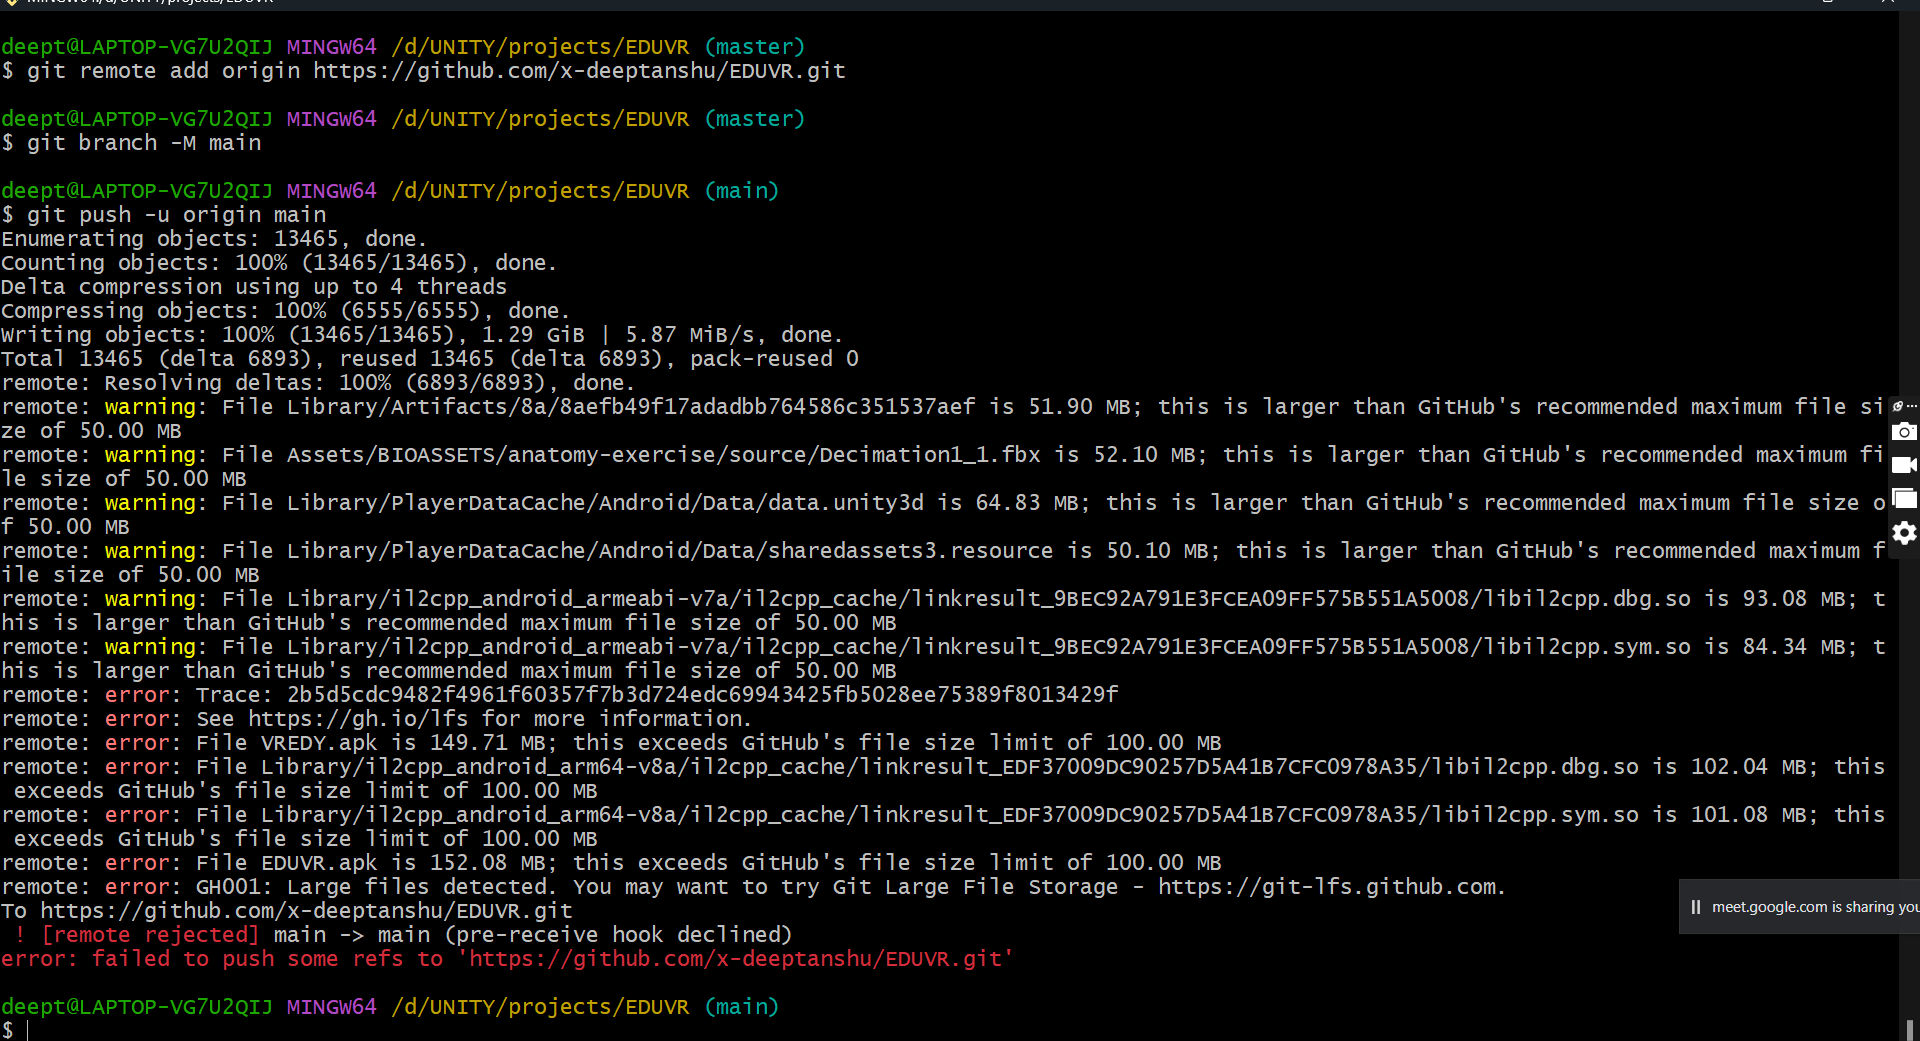 MINGW64:/d/UNITY/projects/EDUVR
deept@LAPTOP-VG7U2QIJ MINGW64 /d/UNITY/projects/EDUVR (master)
$ git remote add origin https://github.com/x-deeptanshu/EDUVR.git
deept@LAPTOP-VG7U2QIJ MINGW64 /d/UNITY/projects/EDUVR (master)
$ git branch -M main
deept@LAPTOP-VG7U2QIJ MINGW64 /d/UNITY/projects/EDUVR (main)
$ git push -u origin main
Enumerating objects: 13465, done.
Counting objects: 100% (13465/13465), done.
Delta compression using up to 4 threads
Compressing objects: 100% (6555/6555), done.
Writing objects: 100% (13465/13465), 1.29 GiB | 5.87 MiB/s, done.
Total 13465 (delta 6893), reused 13465 (delta 6893), pack-reused 0
remote: Resolving deltas: 100% (6893/6893), done.
remote: warning: File Library/Artifacts/8a/8aefb49f17adadbb764586c351537aef is 51.90 MB; this is larger than GitHub's recommended maximum file si
ze of 50.00 MB
remote: warning: File Assets/BIOASSETS/anatomy-exercise/source/Decimation1_1.fbx is 52.10 MB; this is larger than GitHub's recommended maximum fi
le size of 50.00 MB
remote: warning: File Library/PlayerDataCache/Android/Data/data.unity3d is 64.83 MB; this is larger than GitHub's recommended maximum file size o
f 50.00 MB
remote: warning: File Library/PlayerDataCache/Android/Data/sharedassets3.resource is 50.10 MB; this is larger than GitHub's recommended maximum f
ile size of 50.00 MB
remote: warning: File Library/il2cpp_android_armeabi-v7a/il2cpp_cache/linkresult_9BEC92A791E3FCEA09FF575B551A5008/libil2cpp.dbg.so is 93.08 MB; t
his is larger than GitHub's recommended maximum file size of 50.00 MB
remote: warning: File Library/il2cpp_android_armeabi-v7a/il2cpp_cache/linkresult_9BEC92A791E3FCEA09FF575B551A5008/libil2cpp.sym.so is 84.34 MB; t
his is larger than GitHub's recommended maximum file size of 50.00 MB
remote: error: Trace: 2b5d5cdc9482f4961f60357f7b3d724edc69943425fb5028ee75389f8013429f
remote: error: See https://gh.io/lfs for more information.
remote: error: File VREDY.apk is 149.71 MB; this exceeds GitHub's file size limit of 100.00 MB
remote: error: File Library/il2cpp_android_arm64-v8a/il2cpp_cache/linkresult_EDF37009DC90257D5A41B7CFC0978A35/libil2cpp.dbg.so is 102.04 MB; this
 exceeds GitHub's file size limit of 100.00 MB
remote: error: File Library/il2cpp_android_arm64-v8a/il2cpp_cache/linkresult_EDF37009DC90257D5A41B7CFC0978A35/libil2cpp.sym.so is 101.08 MB; this
 exceeds GitHub's file size limit of 100.00 MB
remote: error: File EDUVR.apk is 152.08 MB; this exceeds GitHub's file size limit of 100.00 MB
remote: error: GH001: Large files detected. You may want to try Git Large File Storage - https://git-lfs.github.com.
To https://github.com/x-deeptanshu/EDUVR.git
 ! [remote rejected] main -> main (pre-receive hook declined)
error: failed to push some refs to 'https://github.com/x-deeptanshu/EDUVR.git'
meet.google.com is sharing you
deept@LAPTOP-VG7U2QIJ MINGW64 /d/UNITY/projects/EDUVR (main)
$